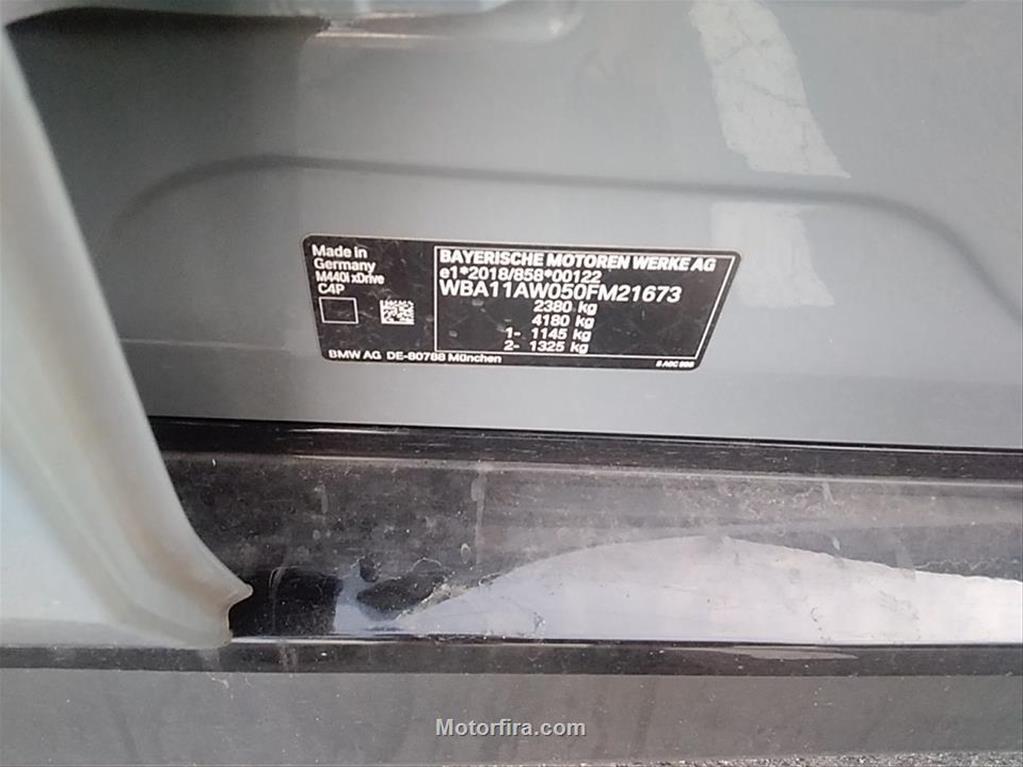 Made in
Germany
M440i xDrive
C4P
BAYERISCHE MOTOREN WERKE AG
e1*2018/858*00122
WBA11AW050FM21673
2380 kg
4180 kg
1- 1145 kg
2- 1325 kg
BMW AG DE-80788 München
Motorfira.com